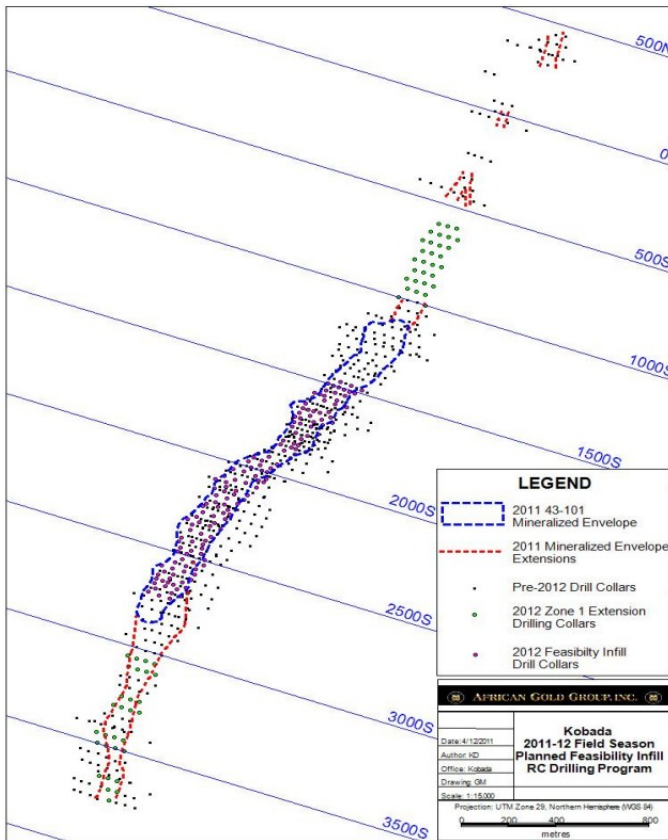 500N
0
500S
1000S
1500S
2000S
2500S
3000S
3500S
LEGEND
2011 43-101
Mineralized Envelope
2011 Mineralized Envelope
Extensions
Pre-2012 Drill Collars
2012 Zone 1 Extension
Drilling Collars
2012 Feasibilty Infill
Drill Collars
AFRICAN GOLD GROUP, INC.
Date: 4/12/2011
Author: KD
Office: Kobada
Drawing: GM
Scale: 1:15,000
Kobada
2011-12 Field Season
Planned Feasibility Infill
RC Drilling Program
Projection: UTM Zone 29, Northern Hemisphere (WGS 84)
0 200 400 800
metres